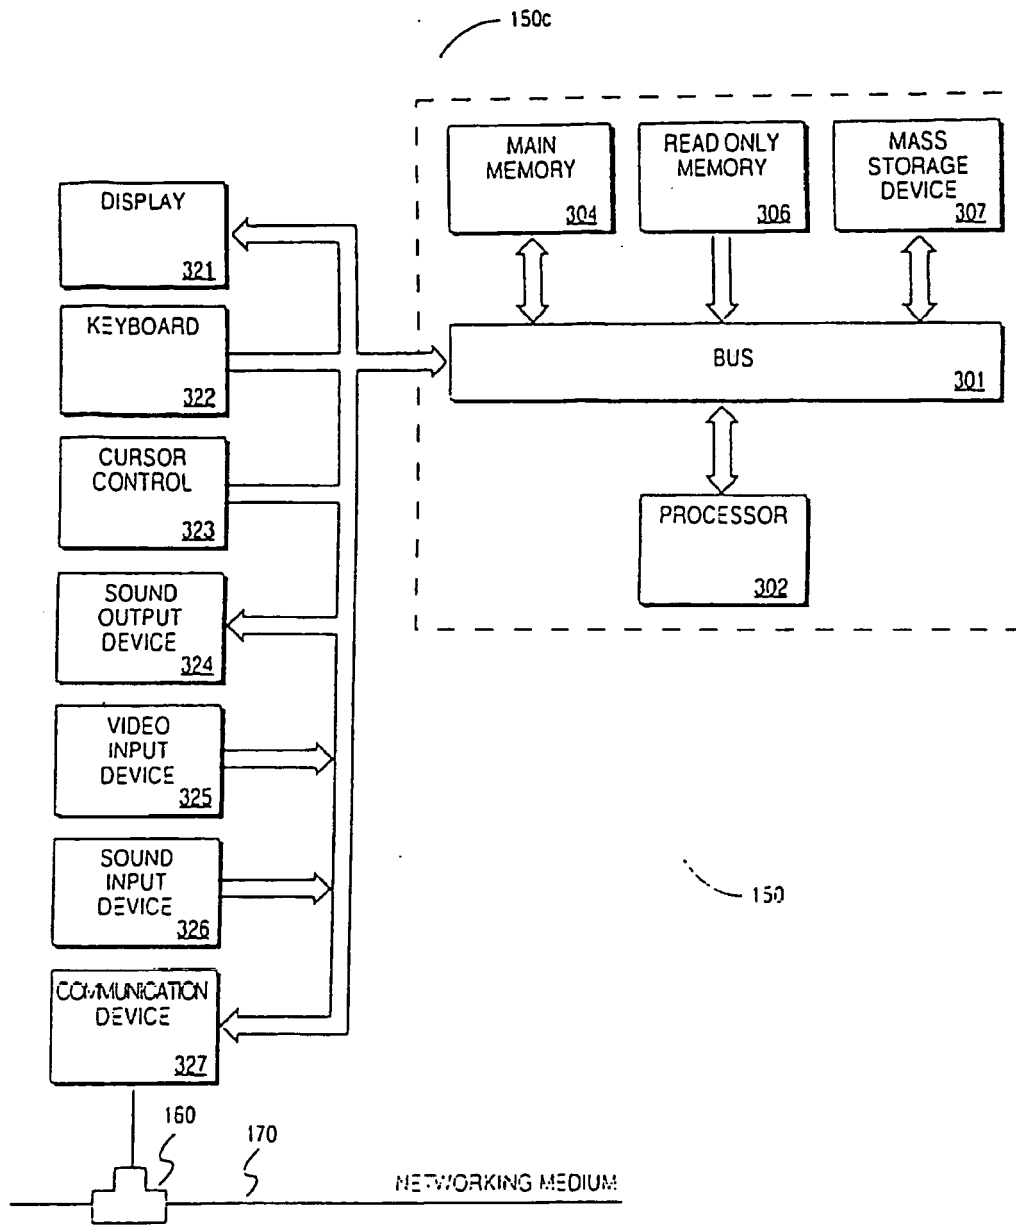 150c
MAIN
MEMORY
304
READ ONLY
MEMORY
306
MASS
STORAGE
DEVICE
307
DISPLAY
321
KEYBOARD
322
BUS
301
CURSOR
CONTROL
323
PROCESSOR
302
SOUND
OUTPUT
DEVICE
324
VIDEO
INPUT
DEVICE
325
SOUND
INPUT
DEVICE
326
150
COMMUNICATION
DEVICE
327
160
170
NETWORKING MEDIUM